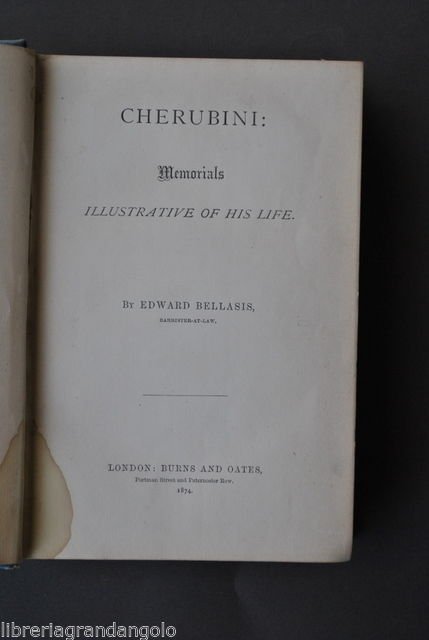 CHERUBINI:
Memorials
ILLUSTRATIVE OF HIS LIFE.
BY EDWARD BELLASIS,
BARRISTER-AT-LAW.
LONDON: BURNS AND OATES,
Portman Street and Paternoster Row.
1874.
libreriagrandangolo